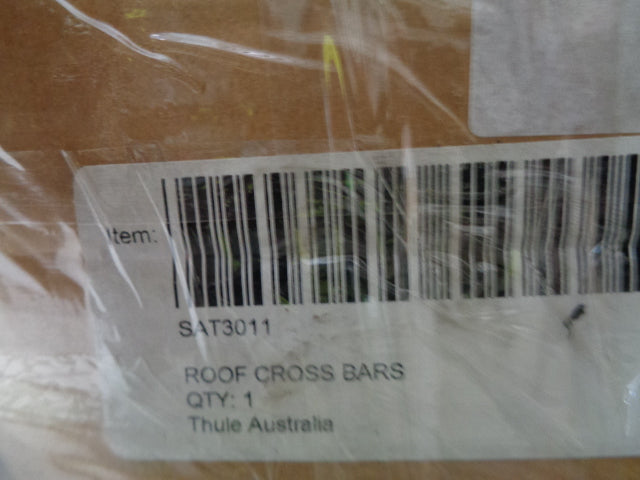 Item:
SAT3011
ROOF CROSS BARS
QTY: 1
Thule Australia